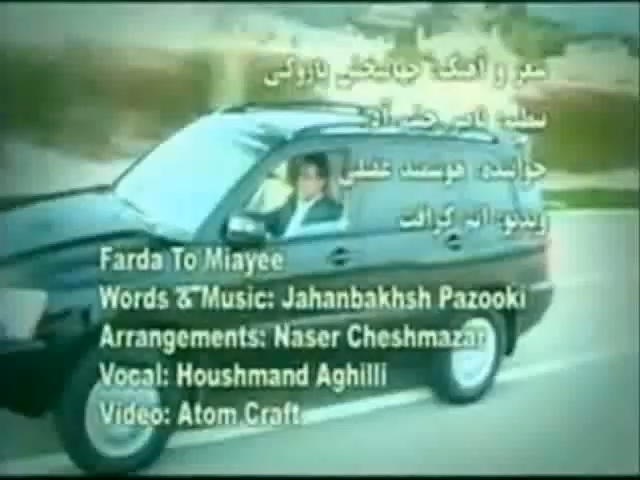 شعر و آهنگ: جهانبخش پازوکی
تنظیم: ناصر چشم آذر
خواننده: هوشمند عقیلی
ویدیو: اتم کرافت
Farda To Miayee
Words & Music: Jahanbakhsh Pazooki
Arrangements: Naser Cheshmazar
Vocal: Houshmand Aghilli
Video: Atom Craft